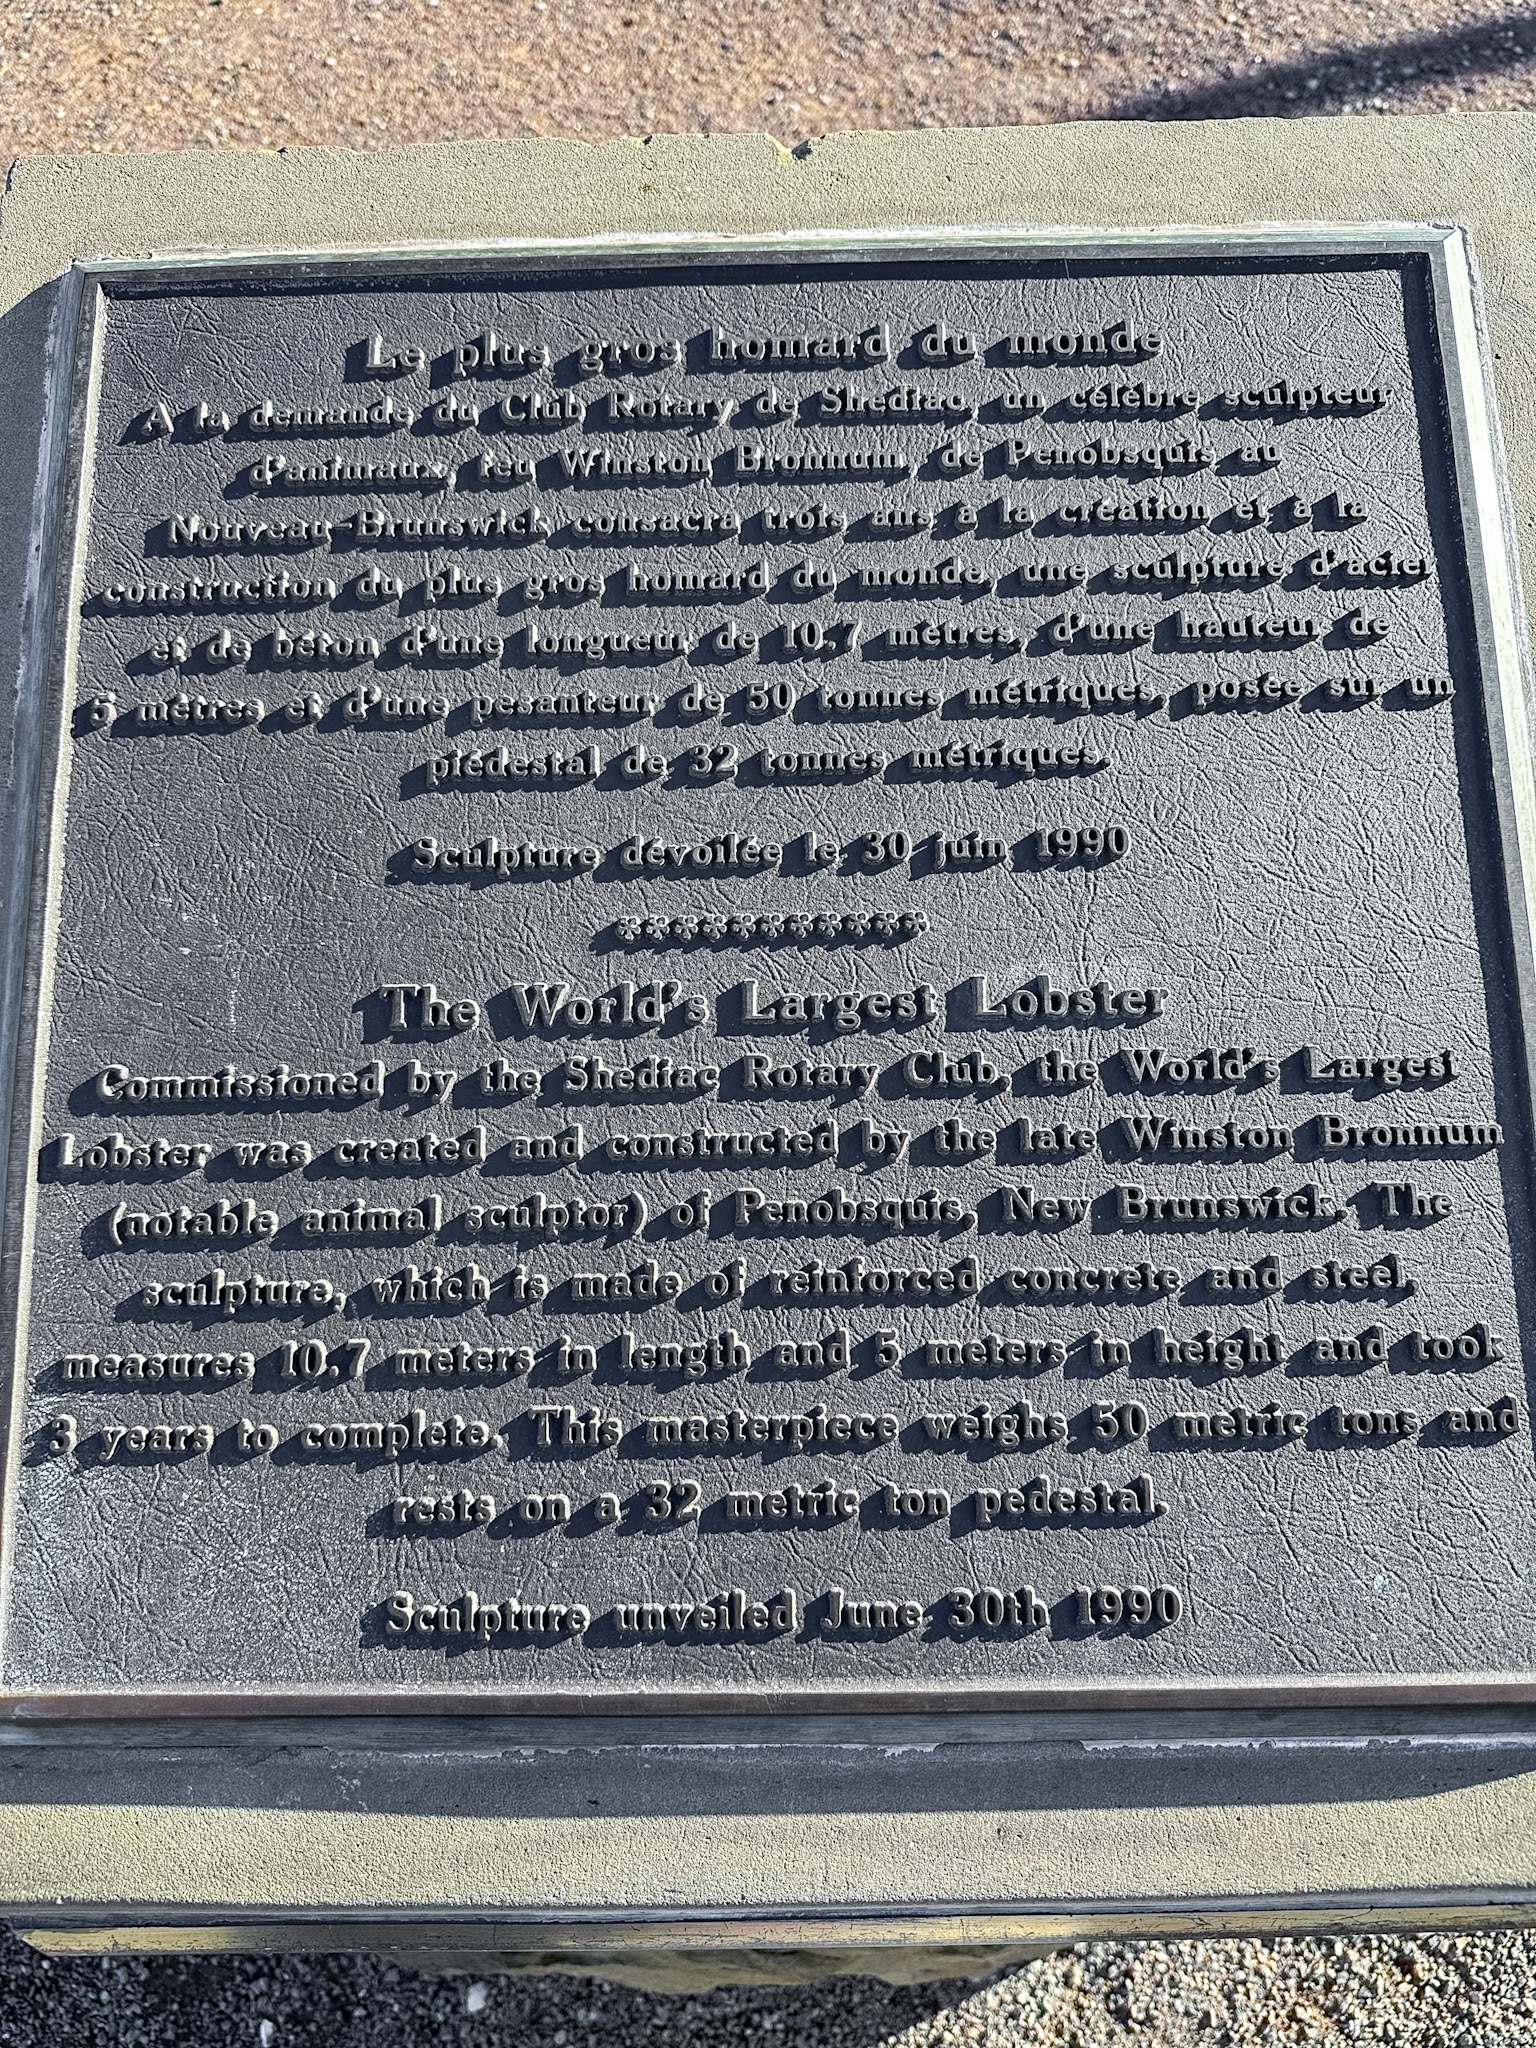 Le plus gros homard du monde
A la demande du Club Rotary de Shediac, un célèbre sculpteur
d'animaux, feu Winston Bronnum, de Penobsquis au
Nouveau-Brunswick consacra trois ans à la création et à la
construction du plus gros homard du monde, une sculpture d'acier
et de béton d'une longueur de 10.7 mètres, d'une hauteur de
5 mètres et d'une pesanteur de 50 tonnes métriques, posée sur un
piédestal de 32 tonnes métriques.
Sculpture dévoilée le 30 juin 1990
***********
The World's Largest Lobster
Commissioned by the Shediac Rotary Club, the World's Largest
Lobster was created and constructed by the late Winston Bronnum
(notable animal sculptor) of Penobsquis, New Brunswick. The
sculpture, which is made of reinforced concrete and steel,
measures 10.7 meters in length and 5 meters in height and took
3 years to complete. This masterpiece weighs 50 metric tons and
rests on a 32 metric ton pedestal.
Sculpture unveiled June 30th 1990